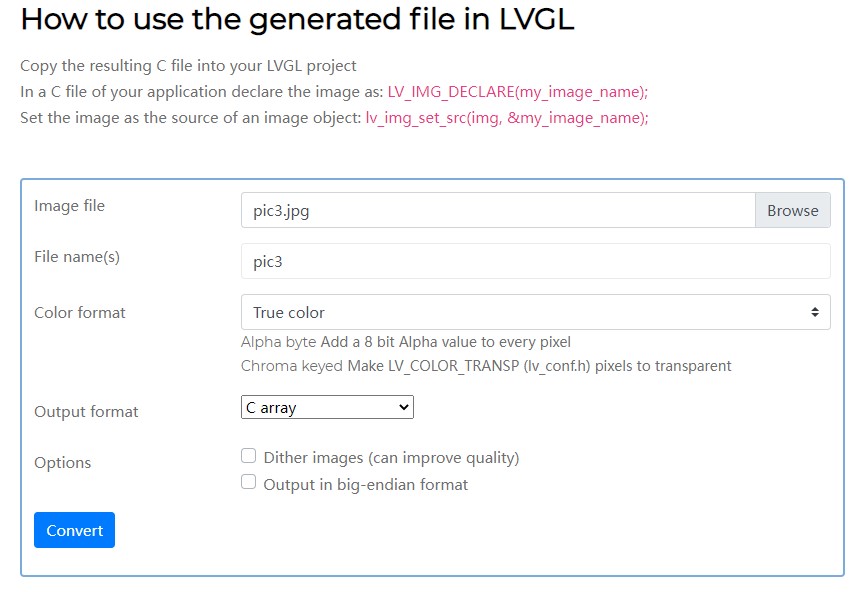 How to use the generated file in LVGL
Copy the resulting C file into your LVGL project
In a C file of your application declare the image as: LV_IMG_DECLARE(my_image_name);
Set the image as the source of an image object: lv_img_set_src(img, &my_image_name);
Image file
pic3.jpg
Browse
File name(s)
pic3
Color format
True color
Alpha byte Add a 8 bit Alpha value to every pixel
Chroma keyed Make LV_COLOR_TRANSP (lv_conf.h) pixels to transparent
Output format
C array
Options
Dither images (can improve quality)
Output in big-endian format
Convert